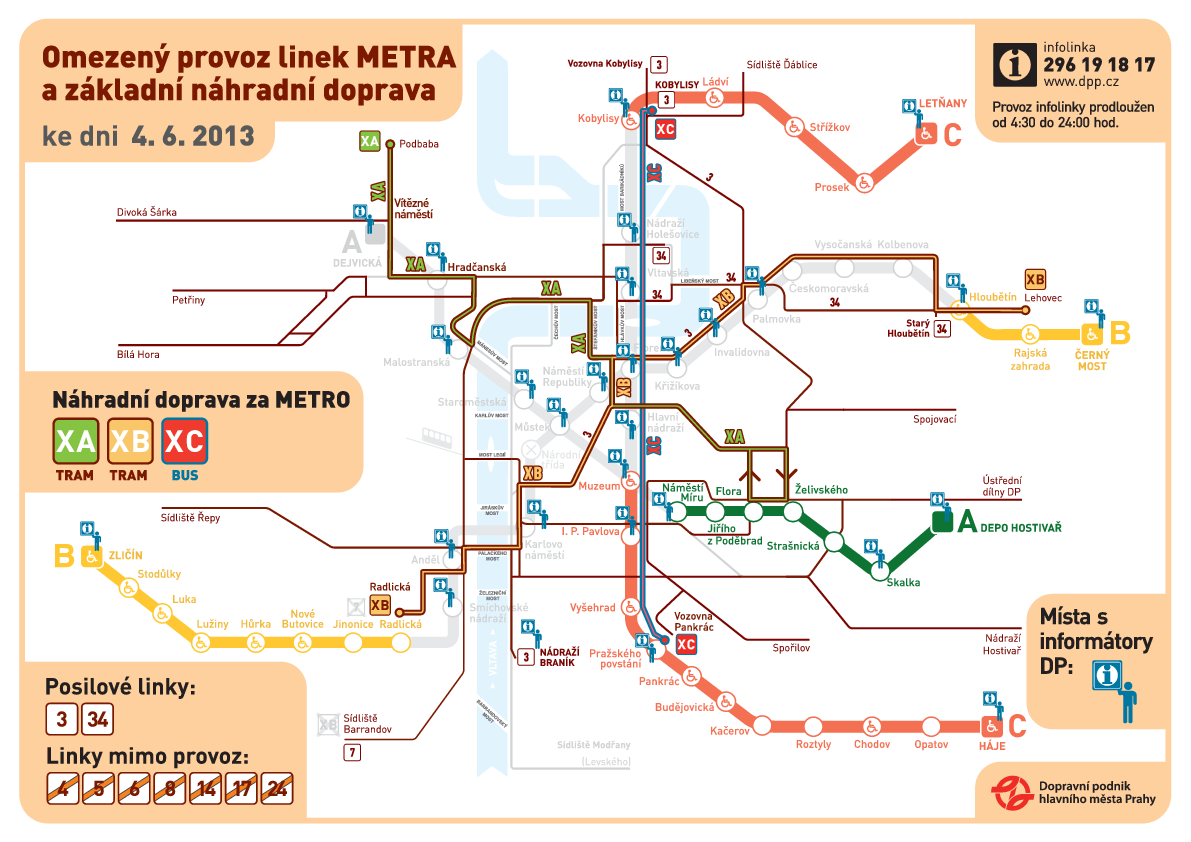 Omezený provoz linek METRA
a základní náhradní doprava
ke dni 4. 6. 2013
i
infolinka
296 19 18 17
www.dpp.cz
Provoz infolinky prodloužen
od 4:30 do 24:00 hod.
Vozovna Kobylisy
3
Sídliště Ďáblice
KOBYLISY
3
Ládví
Kobylisy
XC
Střížkov
LETŇANY
C
Prosek
XA
Podbaba
XA
Vítězné
náměstí
Divoká Šárka
A
DEJVICKÁ
XA
Hradčanská
Petřiny
Bílá Hora
Malostranská
MOST BARIKÁDNÍKŮ
XC
3
Nádraží
Holešovice
34
Vltavská
34
LIBEŇSKÝ MOST
34
HLÁVKŮV MOST
Vysočanská
Kolbenova
Českomoravská
Palmovka
34
XB
3
Invalidovna
Křižíkova
Hloubětín
XB
Lehovec
Starý
Hloubětín
34
Rajská
zahrada
ČERNÝ
MOST
B
XA
ČECHŮV MOST
XA
ŠTEFÁNIKŮV MOST
MÁNESŮV MOST
Náměstí
Republiky
XB
Staroměstská
KARLŮV MOST
Můstek
Hlavní
nádraží
XC
3
Národní
třída
MOST LEGIÍ
XB
Muzeum
XA
Spojovací
Náhradní doprava za METRO
XA
XB
XC
TRAM
TRAM
BUS
Náměstí
Míru
Flora
Želivského
Ústřední
dílny DP
Jiřího
z Poděbrad
Strašnická
A
DEPO HOSTIVAŘ
Skalka
I. P. Pavlova
Sídliště Řepy
JIRÁSKŮV
MOST
Karlovo
náměstí
PALACKÉHO
MOST
Anděl
B
ZLIČÍN
Stodůlky
Luka
Lužiny
Hůrka
Nové
Butovice
Jinonice
Radlická
Radlická
XB
Smíchovské
nádraží
ŽELEZNIČNÍ
MOST
VLTAVA
Vyšehrad
Vozovna
Pankrác
XC
Pražského
povstání
3
NÁDRAŽÍ
BRANÍK
Spořilov
Nádraží
Hostivař
Místa s
informátory
DP:
Pankrác
Budějovická
Kačerov
Roztyly
Chodov
Opatov
HÁJE
C
Posilové linky:
3
34
Linky mimo provoz:
4
5
6
8
14
17
24
XB
Sídliště
Barrandov
7
BARRANDOVSKÝ
MOST
Sídliště Modřany
(Levského)
Dopravní podnik
hlavního města Prahy